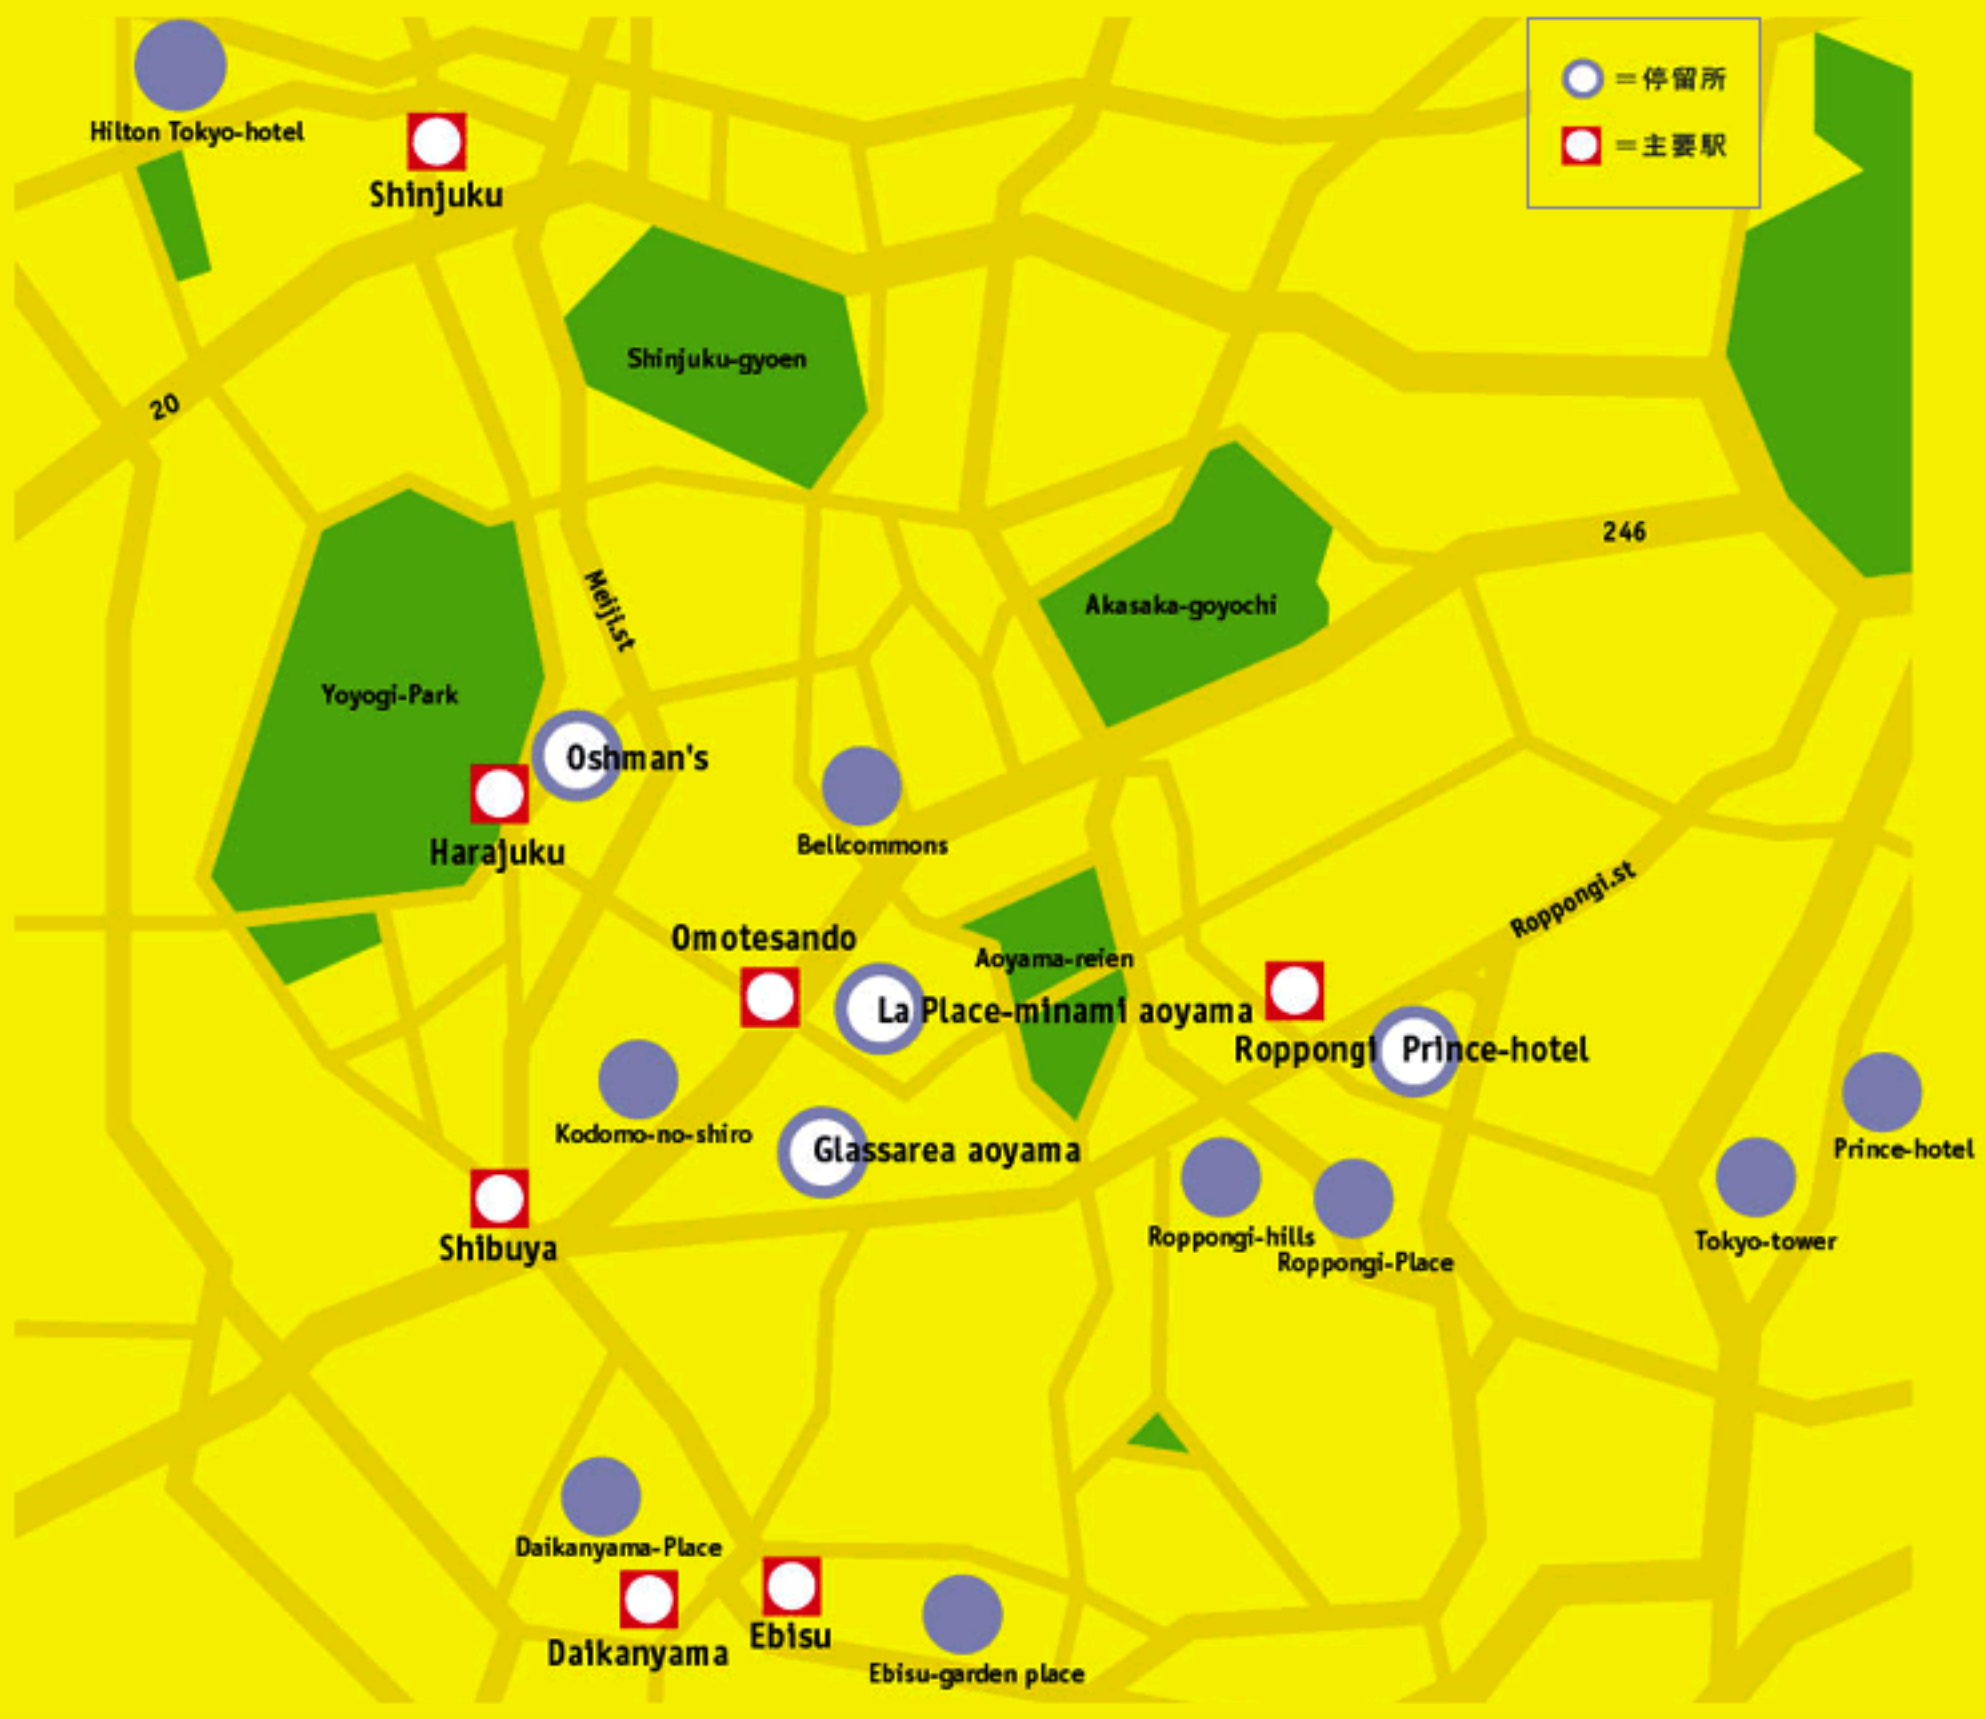 ＝停留所
Hilton Tokyo-hotel
＝主要駅
Shinjuku
Shinjuku-gyoen
20
246
Meiji.st
Akasaka-goyochi
Yoyogi-Park
Oshman's
Harajuku
Bellcommons
Roppongi.st
Omotesando
Aoyama-reien
La Place-minami aoyama
Roppongi
Prince-hotel
Kodomo-no-shiro
Glassarea aoyama
Prince-hotel
Shibuya
Roppongi-hills
Tokyo-tower
Roppongi-Place
Daikanyama-Place
Ebisu
Daikanyama
Ebisu-garden place